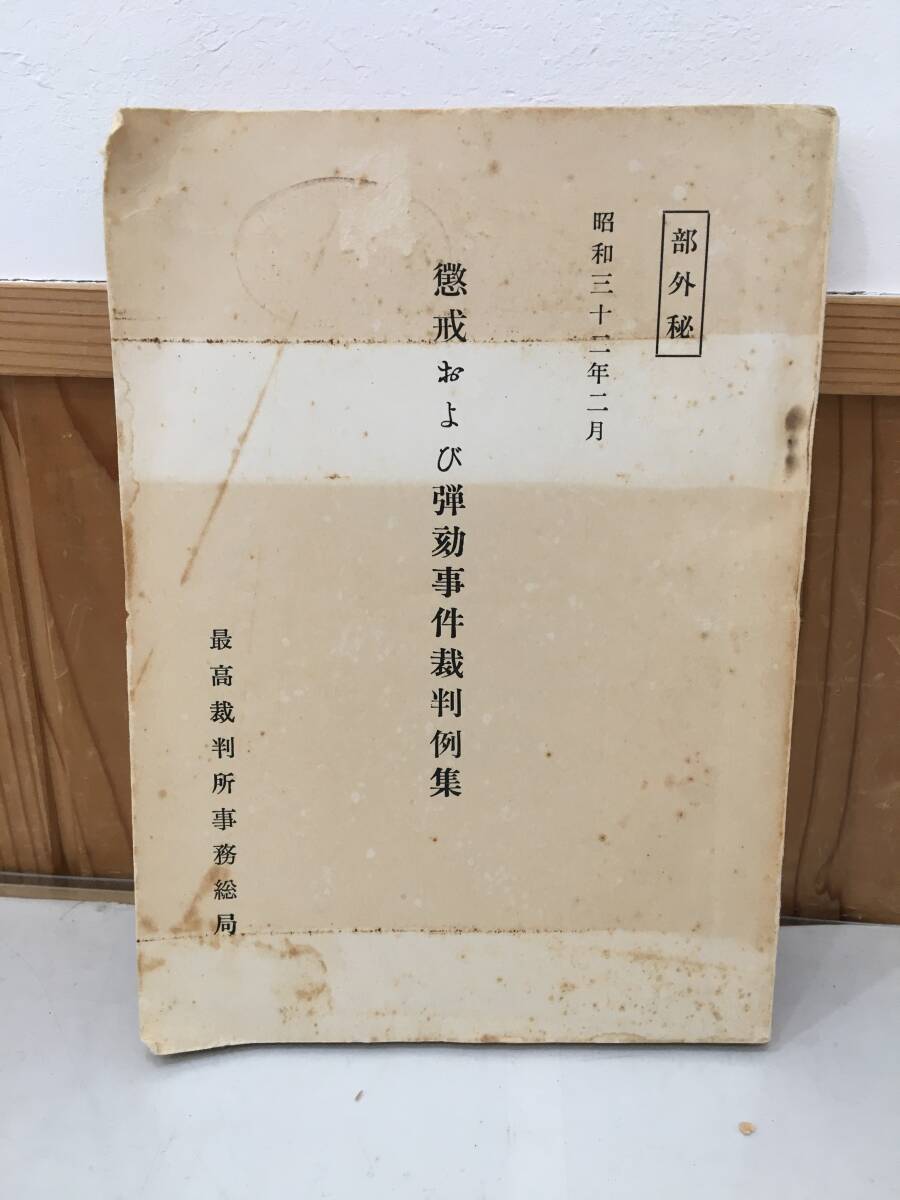 部外秘
昭和三十二年二月
懲戒および弾劾事件裁判例集
最高裁判所事務総局